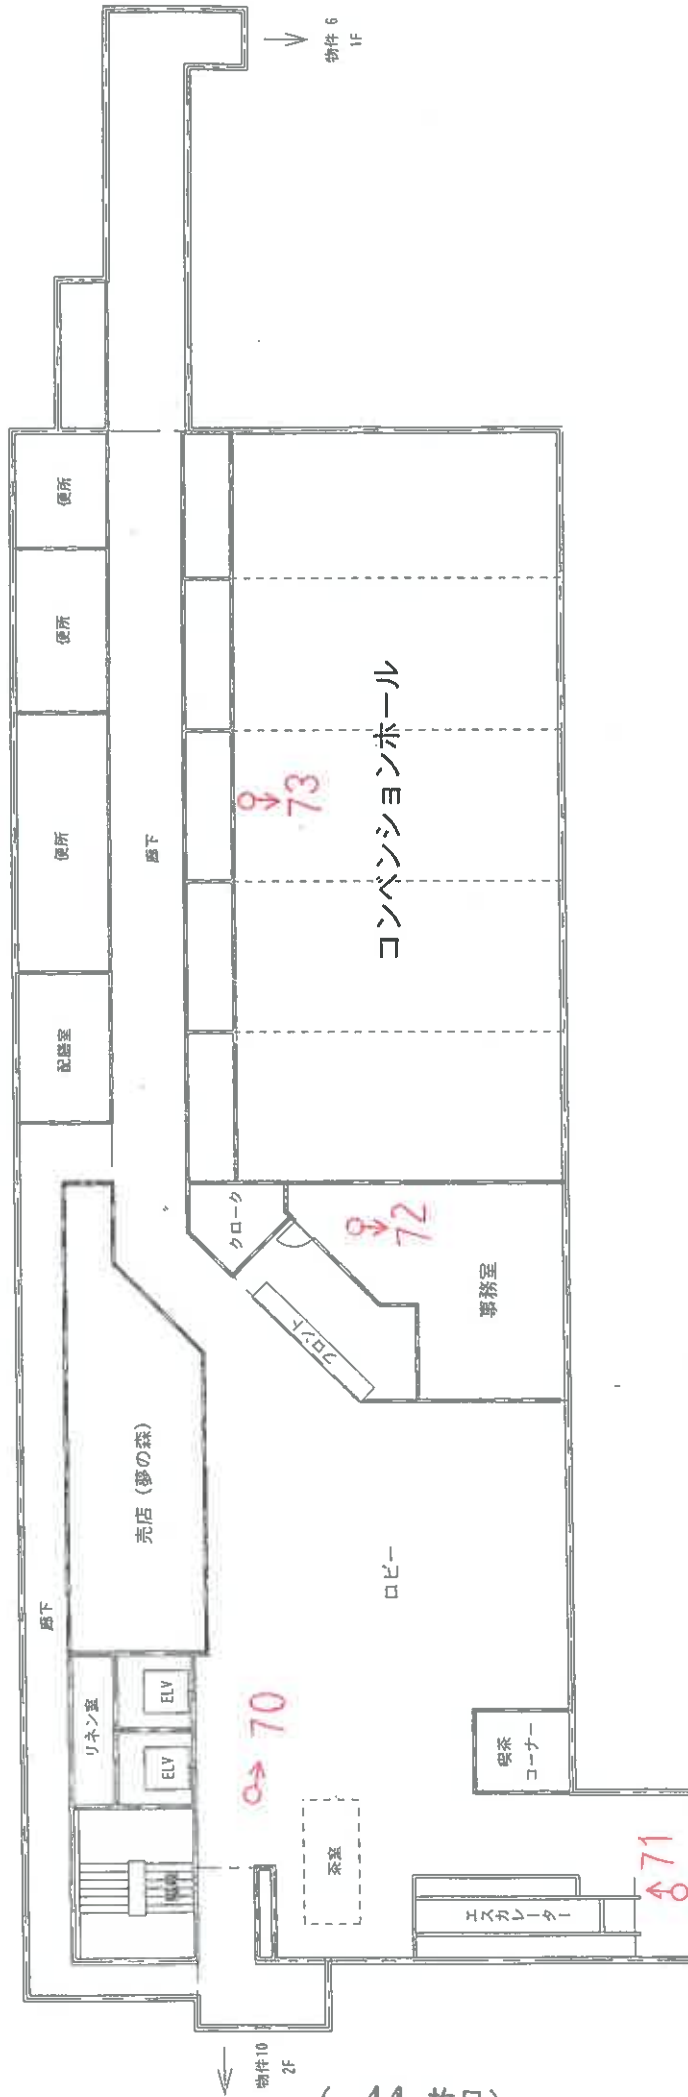 物件 6
1F
便所
便所
便所
配膳室
廊下
コンベンションホール
73
クローク
フロント
72
事務室
売店(夢の森)
廊下
ロビー
リネン室
ELV
ELV
70
茶室
喫茶
コーナー
エスカレーター
71
物件10
2F